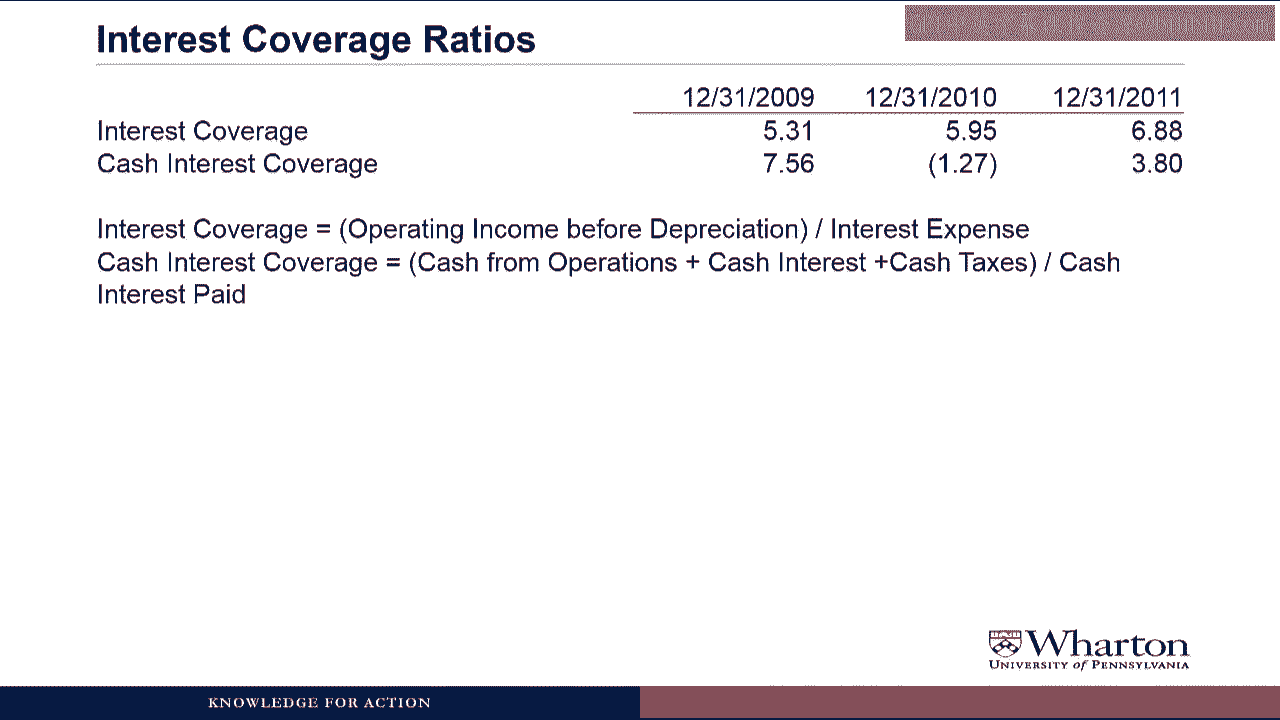 Interest Coverage Ratios
12/31/2009 12/31/2010 12/31/2011
Interest Coverage 5.31 5.95 6.88
Cash Interest Coverage 7.56 (1.27) 3.80
Interest Coverage = (Operating Income before Depreciation) / Interest Expense
Cash Interest Coverage = (Cash from Operations + Cash Interest +Cash Taxes) / Cash
Interest Paid
Wharton
UNIVERSITY of PENNSYLVANIA
KNOWLEDGE FOR ACTION